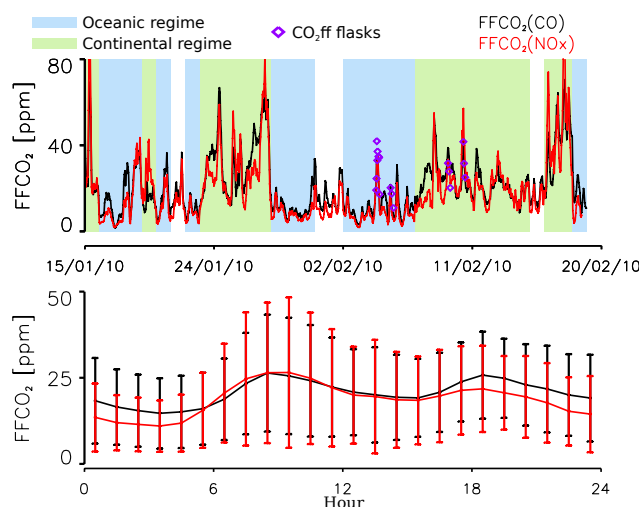 Oceanic regime
Continental regime
CO₂ff flasks
FFCO₂(CO)
FFCO₂(NOx)
80
40
0
FFCO₂ [ppm]
15/01/10 24/01/10 02/02/10 11/02/10 20/02/10
50
25
0
FFCO₂ [ppm]
0 6 12 18 24
Hour